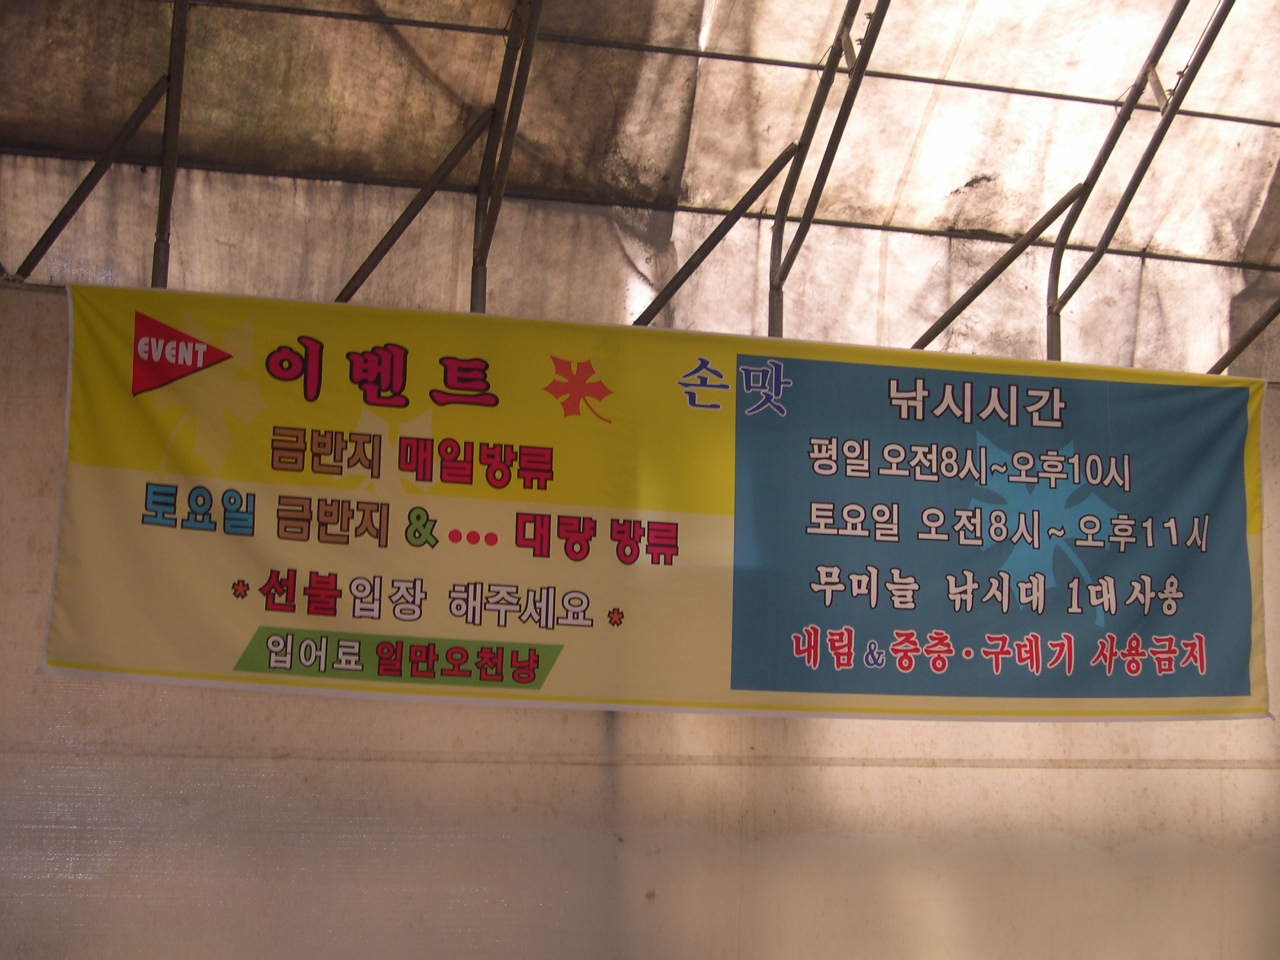 EVENT 이벤트
금반지 매일방류
토요일 금반지 & ••• 대량 방류
* 선불입장 해주세요 *
입어료 일만오천냥
손맛
낚시시간
평일 오전8시~오후10시
토요일 오전8시~오후11시
무미늘 낚시대 1대사용
내림&중층·구데기 사용금지